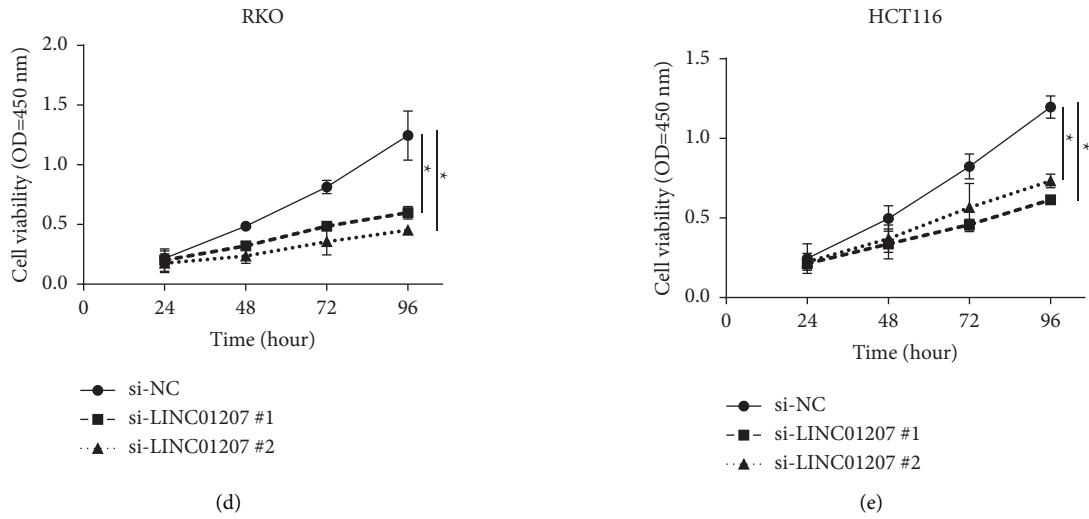 RKO
Cell viability (OD=450 nm)
2.0
1.5
1.0
0.5
0.0
0
24
48
72
96
Time (hour)
*
*
si-NC
si-LINC01207 #1
si-LINC01207 #2
(d)
HCT116
Cell viability (OD=450 nm)
1.5
1.0
0.5
0.0
0
24
48
72
96
Time (hour)
*
*
si-NC
si-LINC01207 #1
si-LINC01207 #2
(e)